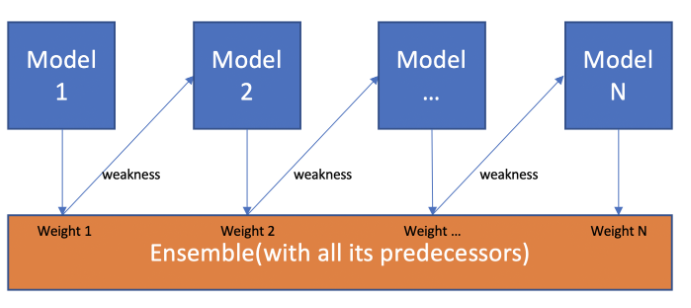 Model
1
Model
2
Model
...
Model
N
weakness
weakness
weakness
Weight 1
Weight 2
Weight ...
Weight N
Ensemble(with all its predecessors)